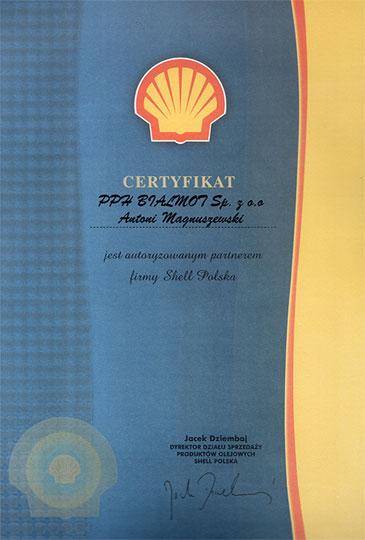 CERTYFIKAT
PPH BIALMOT Sp. z o.o
Antoni Magnuszewski
jest autoryzowanym partnerem
firmy Shell Polska
Jacek Dziembaj
DYREKTOR DZIAŁU SPRZEDAŻY
PRODUKTÓW OLEJOWYCH
SHELL POLSKA